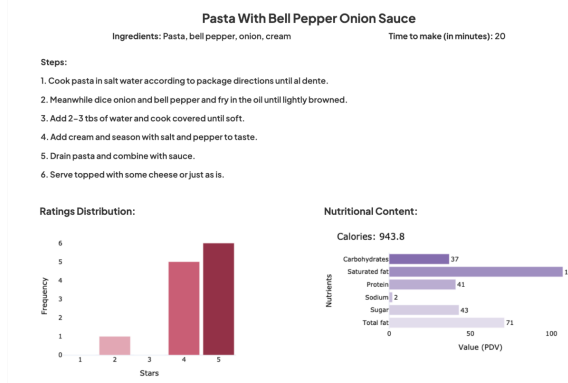 Pasta With Bell Pepper Onion Sauce
Ingredients: Pasta, bell pepper, onion, cream
Time to make (in minutes): 20
Steps:
1. Cook pasta in salt water according to package directions until al dente.
2. Meanwhile dice onion and bell pepper and fry in the oil until lightly browned.
3. Add 2-3 tbs of water and cook covered until soft.
4. Add cream and season with salt and pepper to taste.
5. Drain pasta and combine with sauce.
6. Serve topped with some cheese or just as is.
Ratings Distribution:
6
5
4
3
2
1
0
Frequency
1 2 3 4 5
Stars
Nutritional Content:
Calories: 943.8
Nutrients
Carbohydrates 37
Saturated fat 1
Protein 41
Sodium 2
Sugar 43
Total fat 71
0 50 100
Value (PDV)